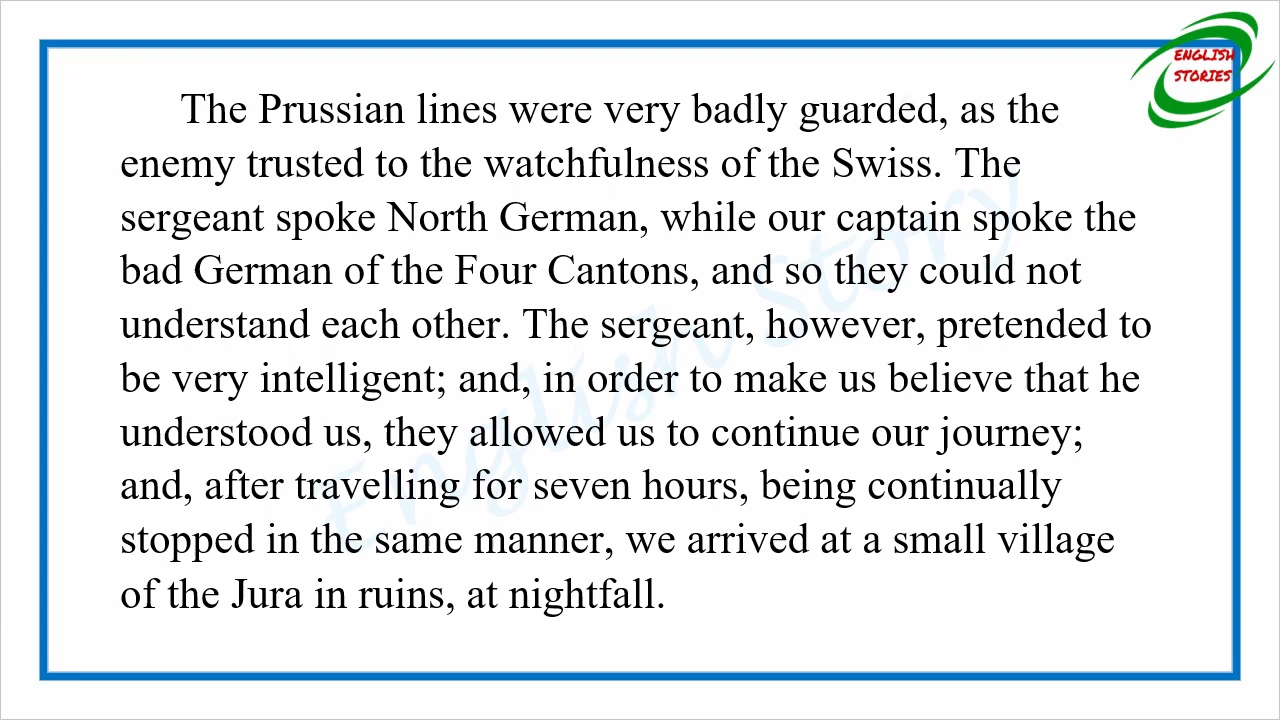 ENGLISH
STORIES
The Prussian lines were very badly guarded, as the
enemy trusted to the watchfulness of the Swiss. The
sergeant spoke North German, while our captain spoke the
bad German of the Four Cantons, and so they could not
understand each other. The sergeant, however, pretended to
be very intelligent; and, in order to make us believe that he
understood us, they allowed us to continue our journey;
and, after travelling for seven hours, being continually
stopped in the same manner, we arrived at a small village
of the Jura in ruins, at nightfall.
English Story